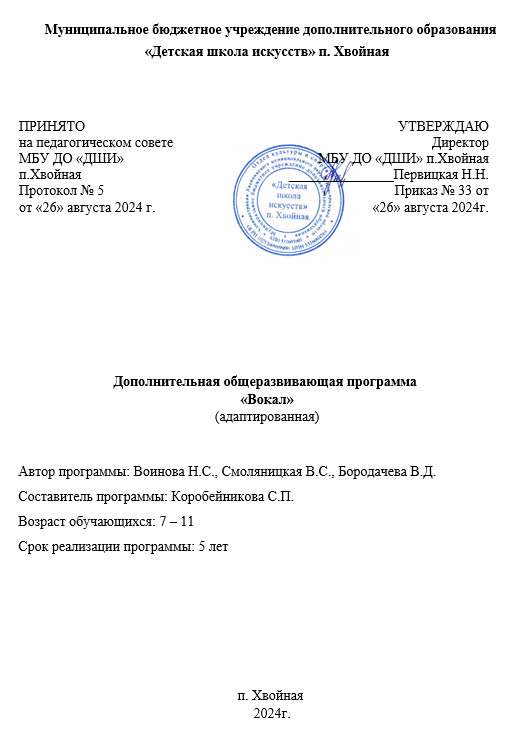 Муниципальное бюджетное учреждение дополнительного образования
«Детская школа искусств» п. Хвойная
ПРИНЯТО
на педагогическом совете
МБУ ДО «ДШИ»
п.Хвойная
Протокол № 5
от «26» августа 2024 г.
УТВЕРЖДАЮ
Директор
МБУ ДО «ДШИ» п.Хвойная
Первицкая Н.Н.
Приказ № 33 от
«26» августа 2024г.
«Детская
школа
искусств»
п. Хвойная
Дополнительная общеразвивающая программа
«Вокал»
(адаптированная)
Автор программы: Воинова Н.С., Смоляницкая В.С., Бородачева В.Д.
Составитель программы: Коробейникова С.П.
Возраст обучающихся: 7 – 11
Срок реализации программы: 5 лет
п. Хвойная
2024г.